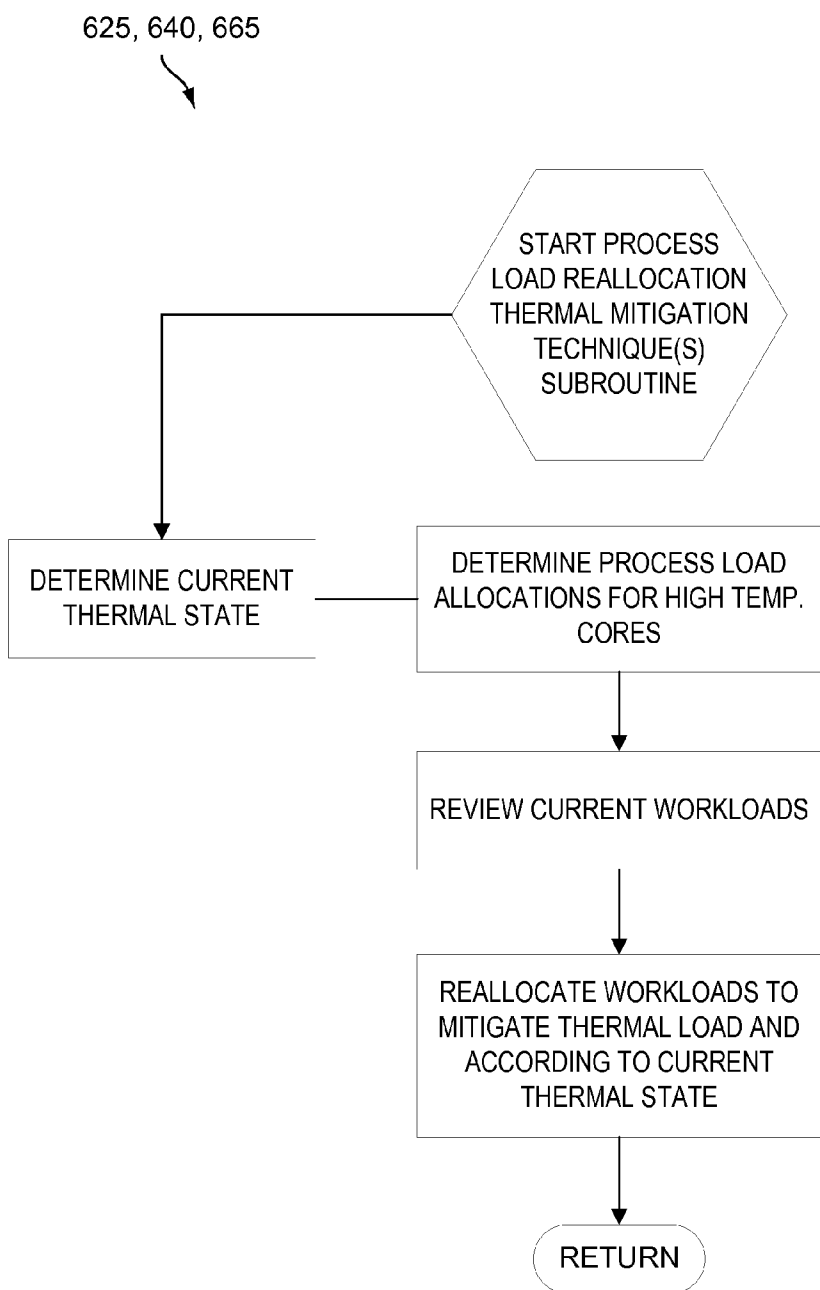 625, 640, 665
START PROCESS
LOAD REALLOCATION
THERMAL MITIGATION
TECHNIQUE(S)
SUBROUTINE
DETERMINE CURRENT
THERMAL STATE
DETERMINE PROCESS LOAD
ALLOCATIONS FOR HIGH TEMP.
CORES
REVIEW CURRENT WORKLOADS
REALLOCATE WORKLOADS TO
MITIGATE THERMAL LOAD AND
ACCORDING TO CURRENT
THERMAL STATE
RETURN